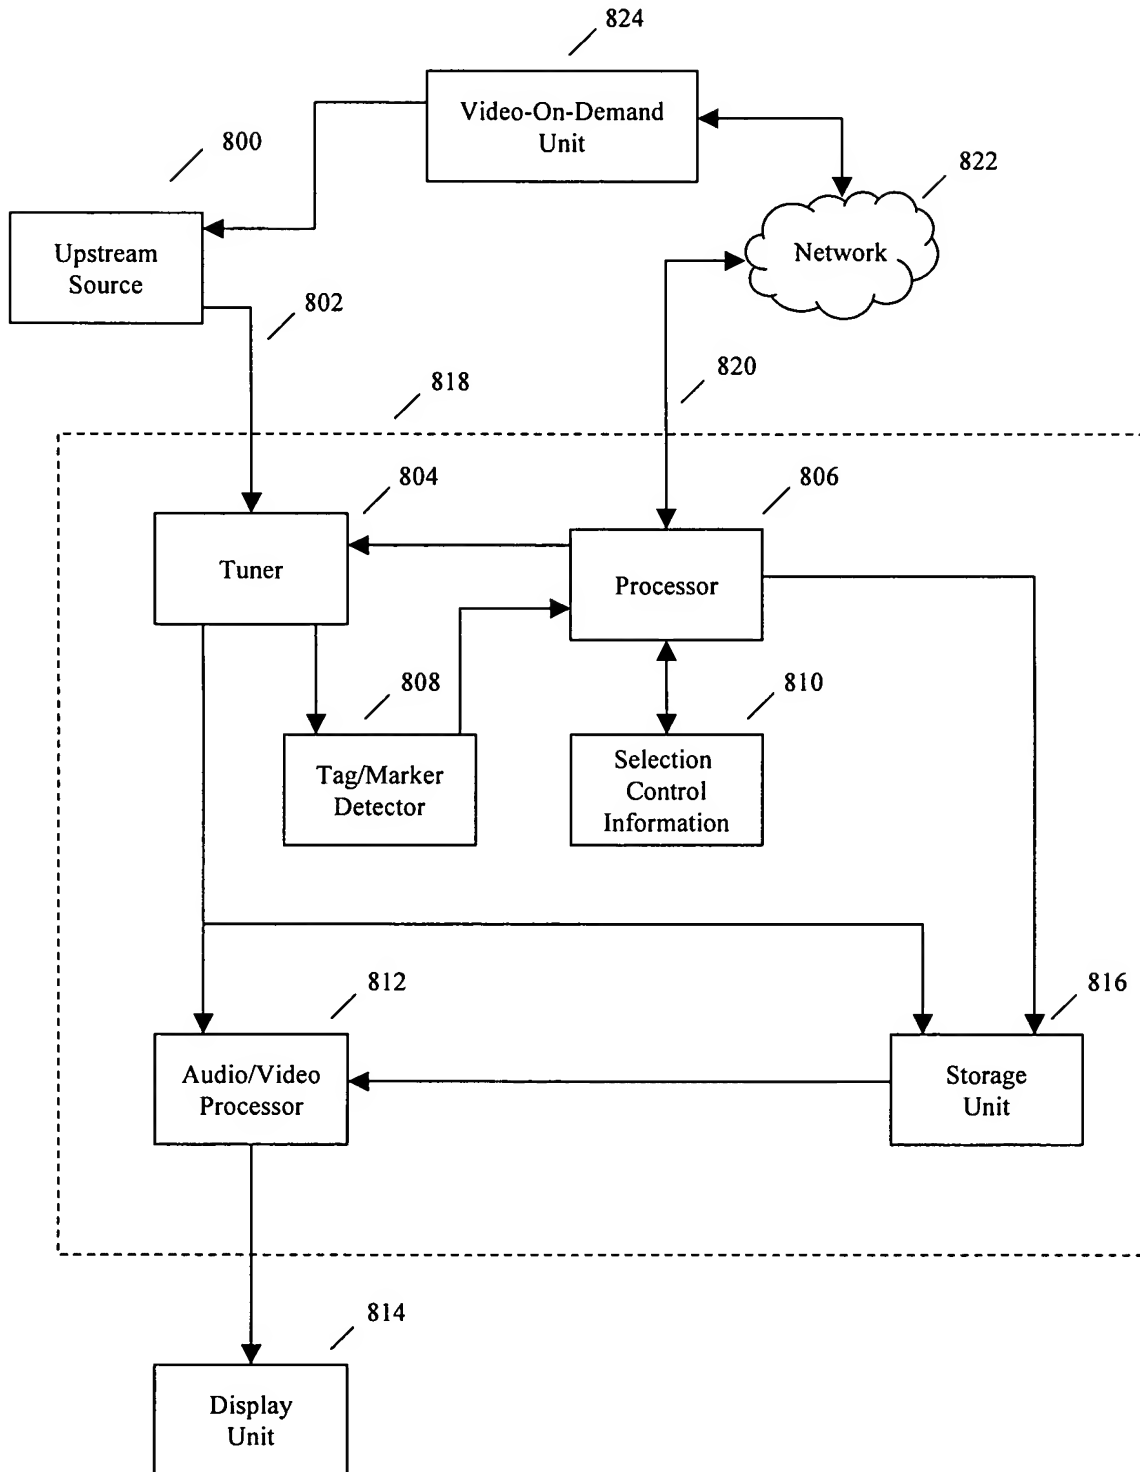 824
Video-On-Demand
Unit
800
822
Upstream
Source
Network
802
820
818
804
806
Tuner
Processor
808
810
Tag/Marker
Detector
Selection
Control
Information
812
816
Audio/Video
Processor
Storage
Unit
814
Display
Unit